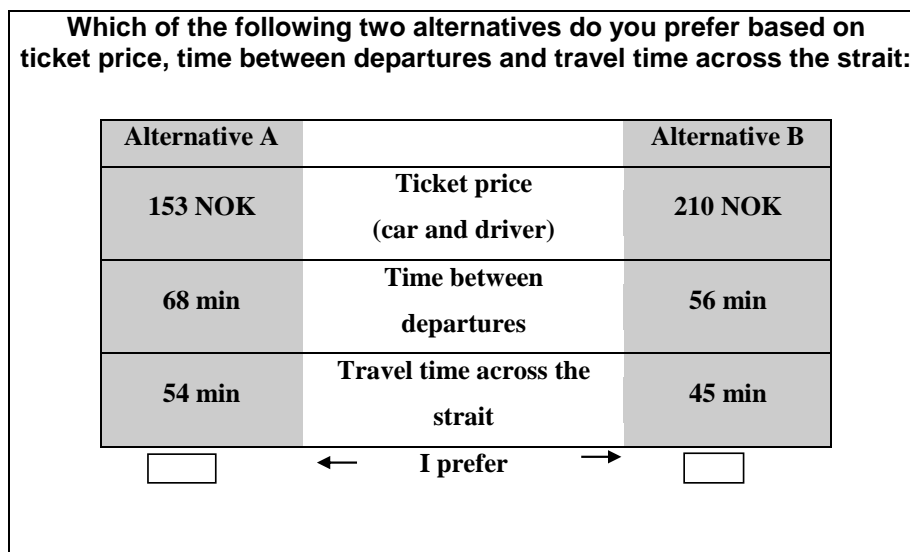 Which of the following two alternatives do you prefer based on
ticket price, time between departures and travel time across the strait:
Alternative A Alternative B
153 NOK Ticket price (car and driver) 210 NOK
68 min Time between departures 56 min
54 min Travel time across the strait 45 min
I prefer